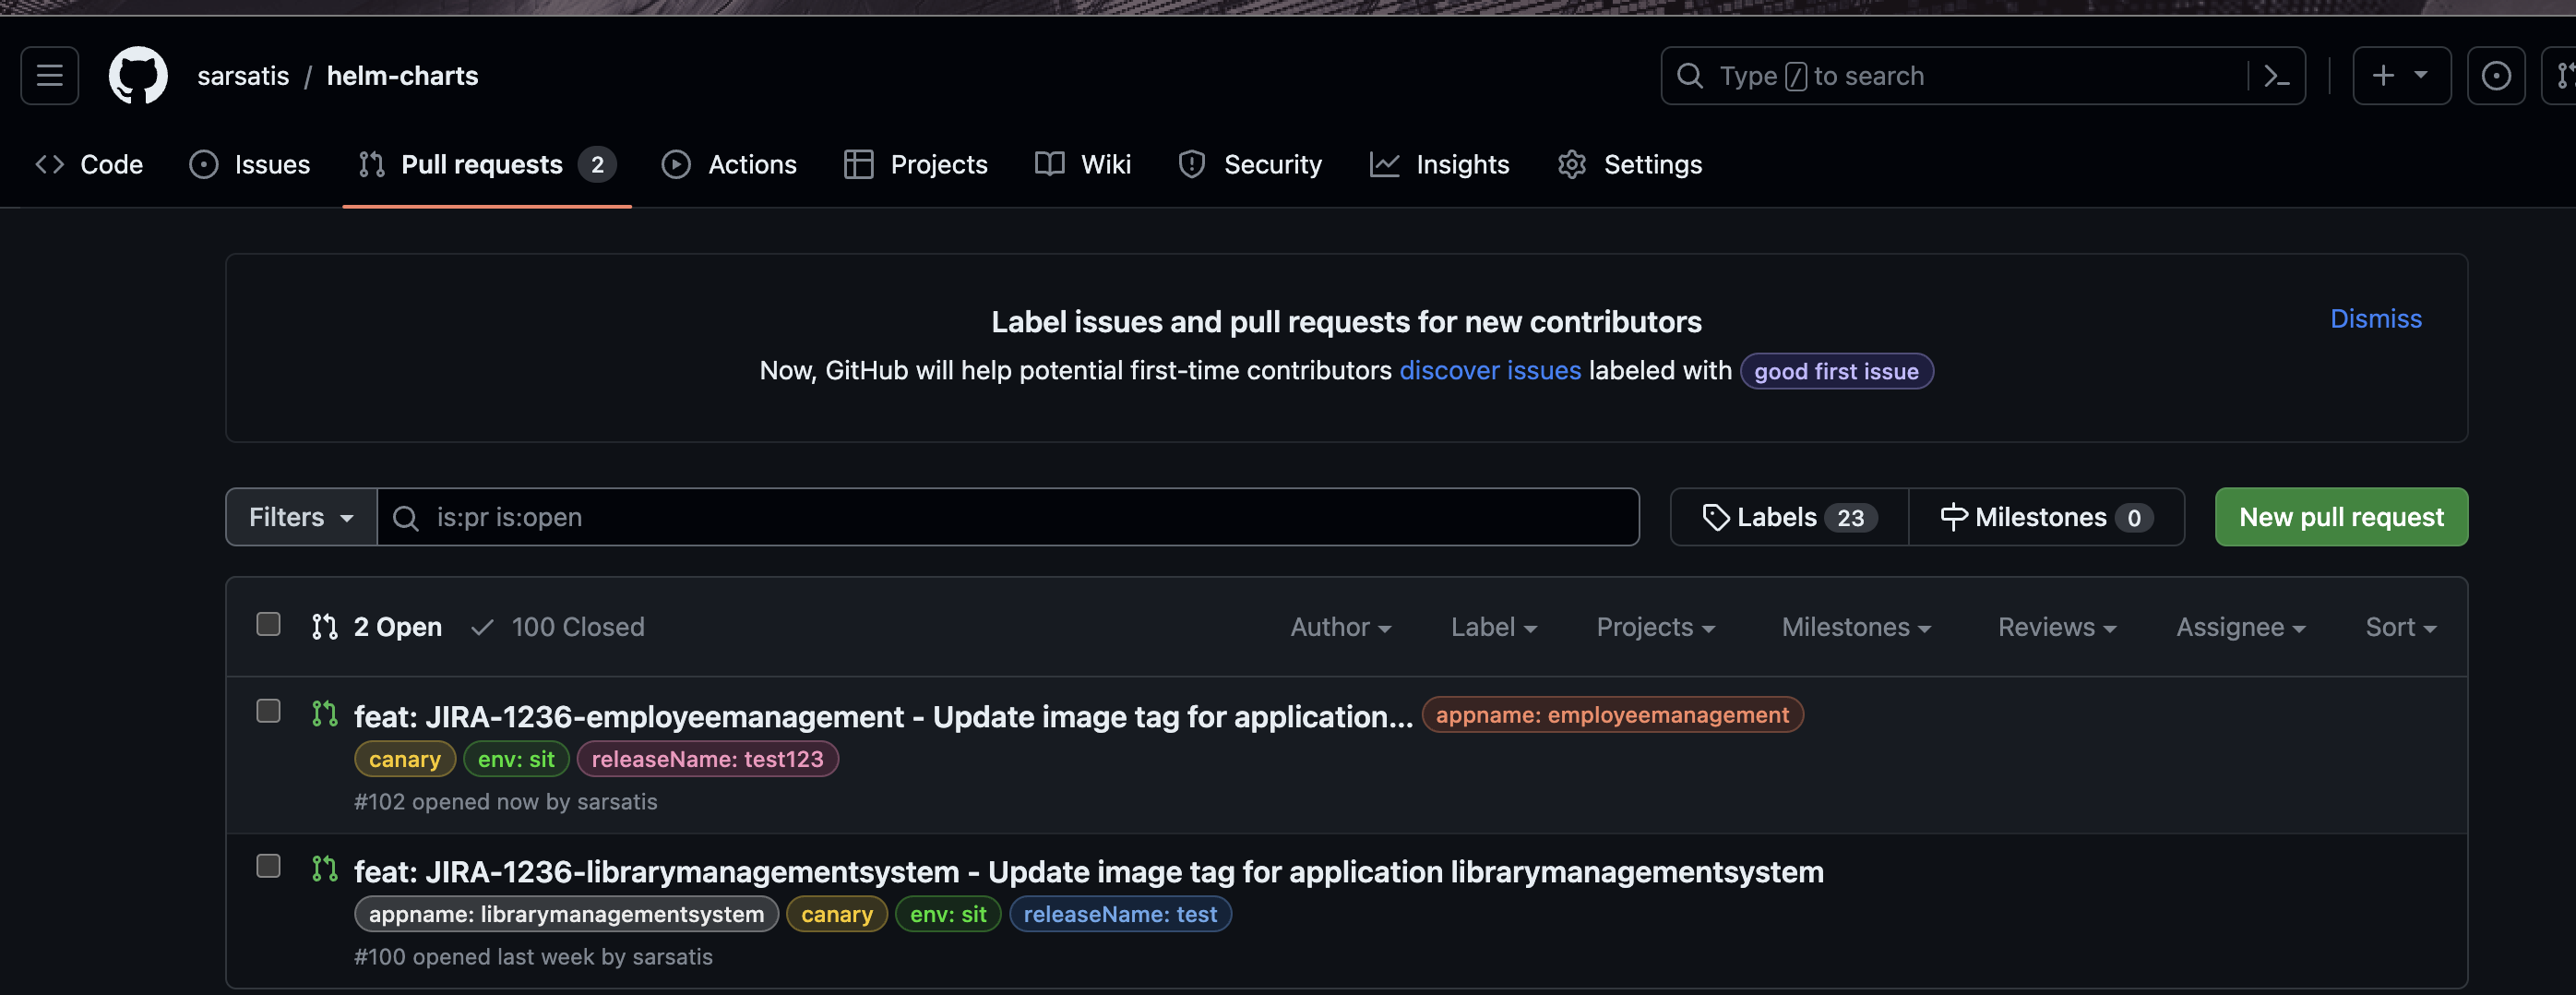 sarsatis / helm-charts
Type / to search
Code Issues Pull requests 2 Actions Projects Wiki Security Insights Settings
Label issues and pull requests for new contributors
Dismiss
Now, GitHub will help potential first-time contributors discover issues labeled with good first issue
Filters is:pr is:open Labels 23 Milestones 0 New pull request
2 Open 100 Closed Author Label Projects Milestones Reviews Assignee Sort
feat: JIRA-1236-employeemanagement - Update image tag for application... appname: employeemanagement
canary env: sit releaseName: test123
#102 opened now by sarsatis
feat: JIRA-1236-librarymanagementsystem - Update image tag for application librarymanagementsystem
appname: librarymanagementsystem canary env: sit releaseName: test
#100 opened last week by sarsatis